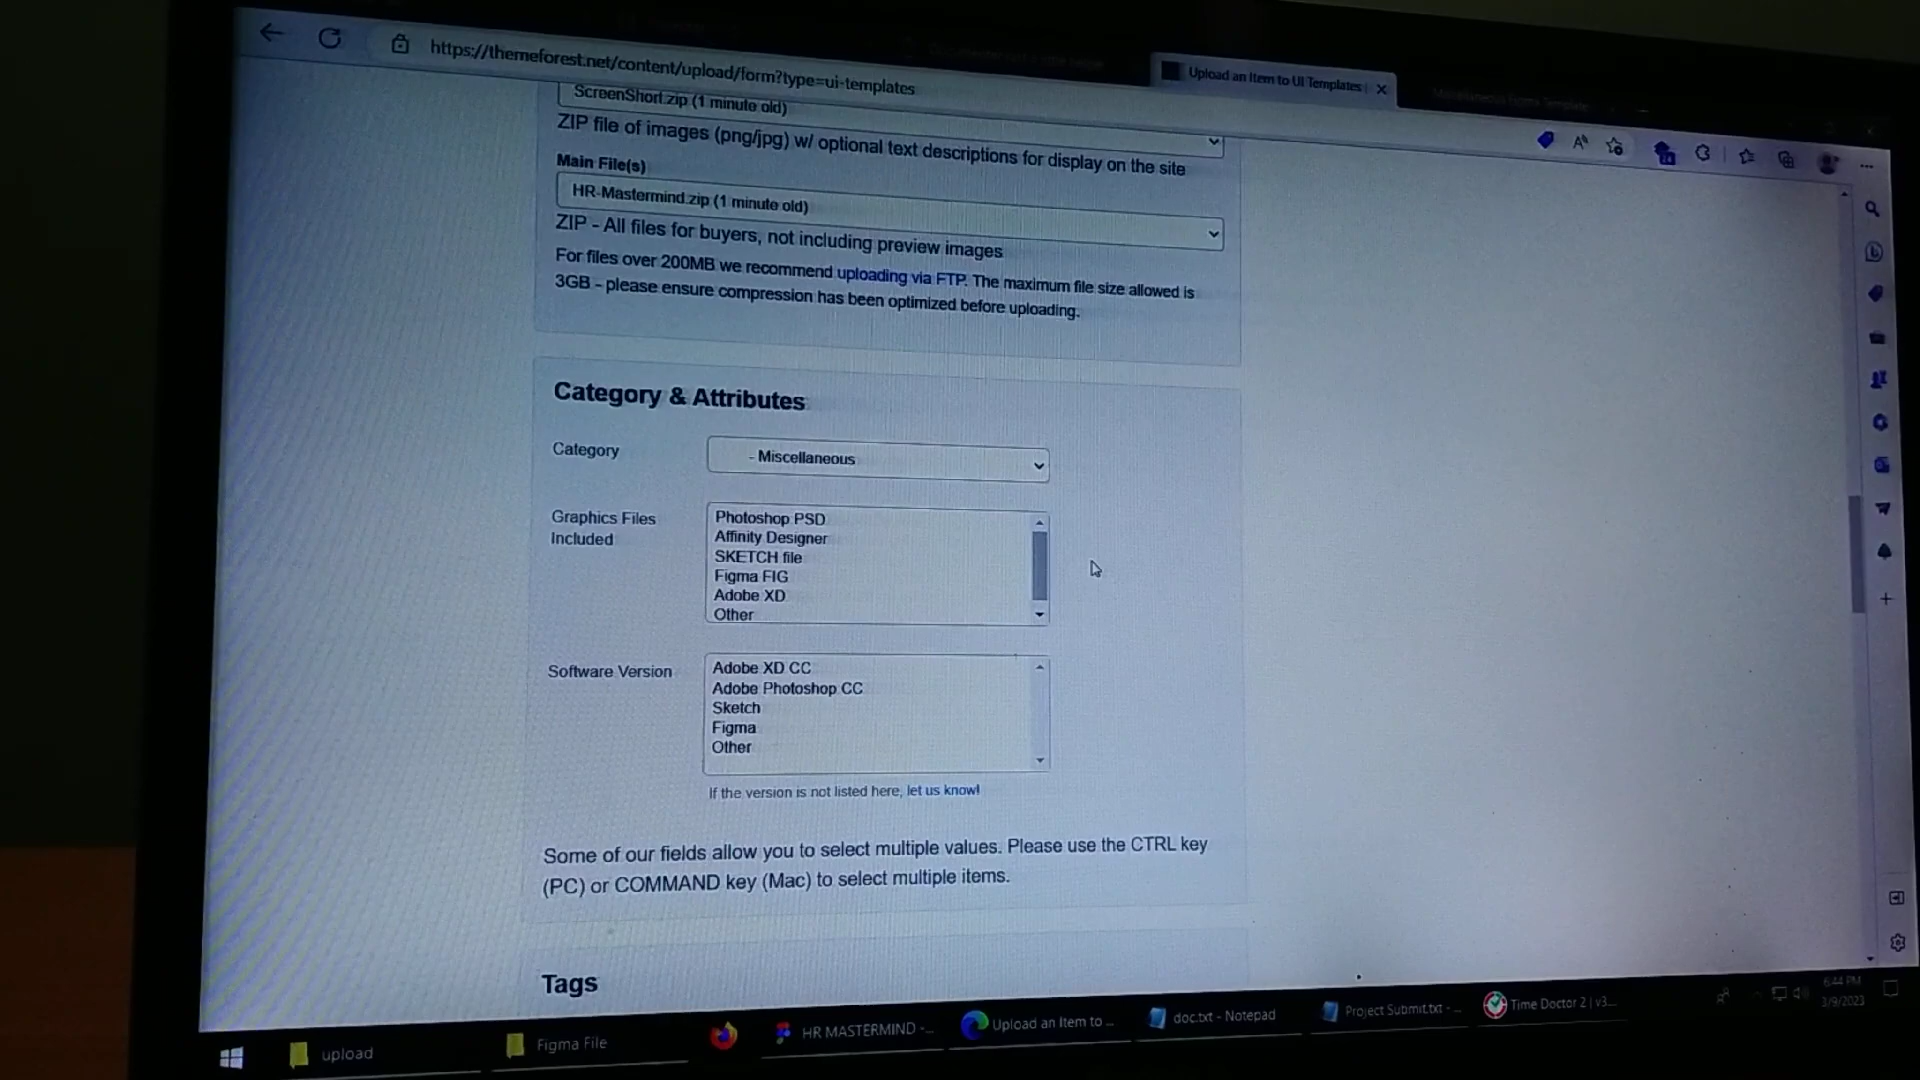 Upload an Item to UI Templates |
https://themeforest.net/content/upload/form?type=ui-templates
ScreenShort.zip (1 minute old)
ZIP file of images (png/jpg) w/ optional text descriptions for display on the site
Main File(s)
HR-Mastermind.zip (1 minute old)
ZIP - All files for buyers, not including preview images
For files over 200MB we recommend uploading via FTP. The maximum file size allowed is
3GB - please ensure compression has been optimized before uploading.
Category & Attributes
Category
- Miscellaneous
Graphics Files
Included
Photoshop PSD
Affinity Designer
SKETCH file
Figma FIG
Adobe XD
Other
Software Version
Adobe XD CC
Adobe Photoshop CC
Sketch
Figma
Other
If the version is not listed here, let us know!
Some of our fields allow you to select multiple values. Please use the CTRL key
(PC) or COMMAND key (Mac) to select multiple items.
Tags
upload
Figma File
HR MASTERMIND -...
Upload an Item to ...
doc.txt - Notepad
Project Submit.txt - ...
Time Doctor 2 | v3...
6:44 PM
3/9/2023